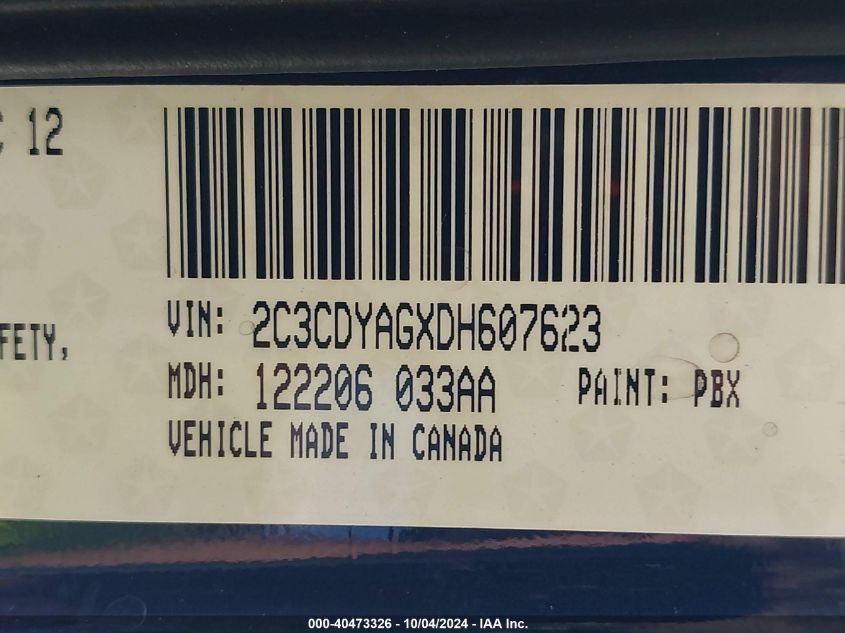 C 12
FETY,
VIN: 2C3CDYAGXDH607623
MDH: 122206 033AA PAINT: PBX
VEHICLE MADE IN CANADA
000-40473326 - 10/04/2024 - IAA Inc.